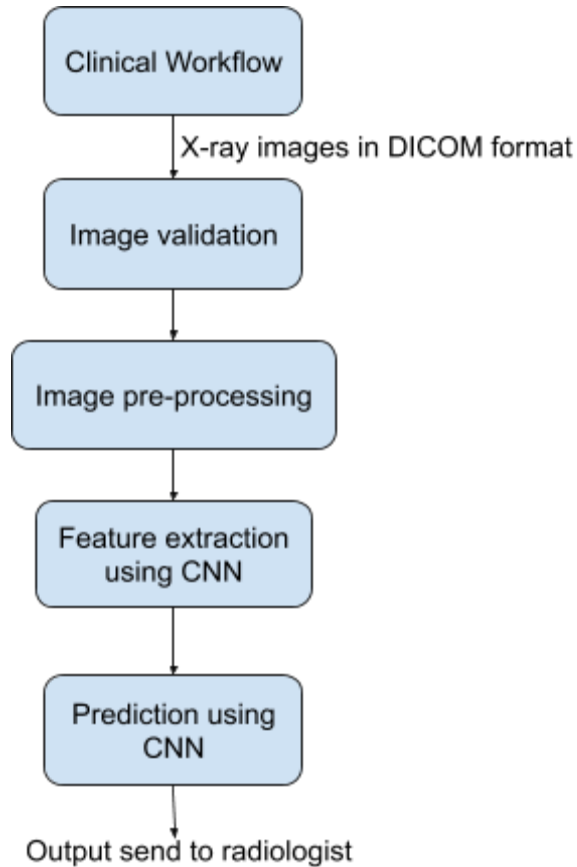 Clinical Workflow
X-ray images in DICOM format
Image validation
Image pre-processing
Feature extraction
using CNN
Prediction using
CNN
Output send to radiologist